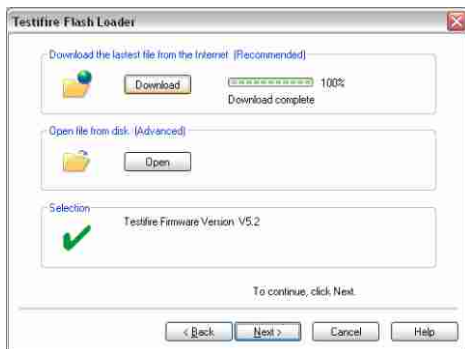 Testifire Flash Loader
Download the lastest file from the Internet (Recommended)
Download
100%
Download complete
Open file from disk. (Advanced)
Open
Selection
Testifire Firmware Version V5.2
To continue, click Next.
< Back
Next >
Cancel
Help